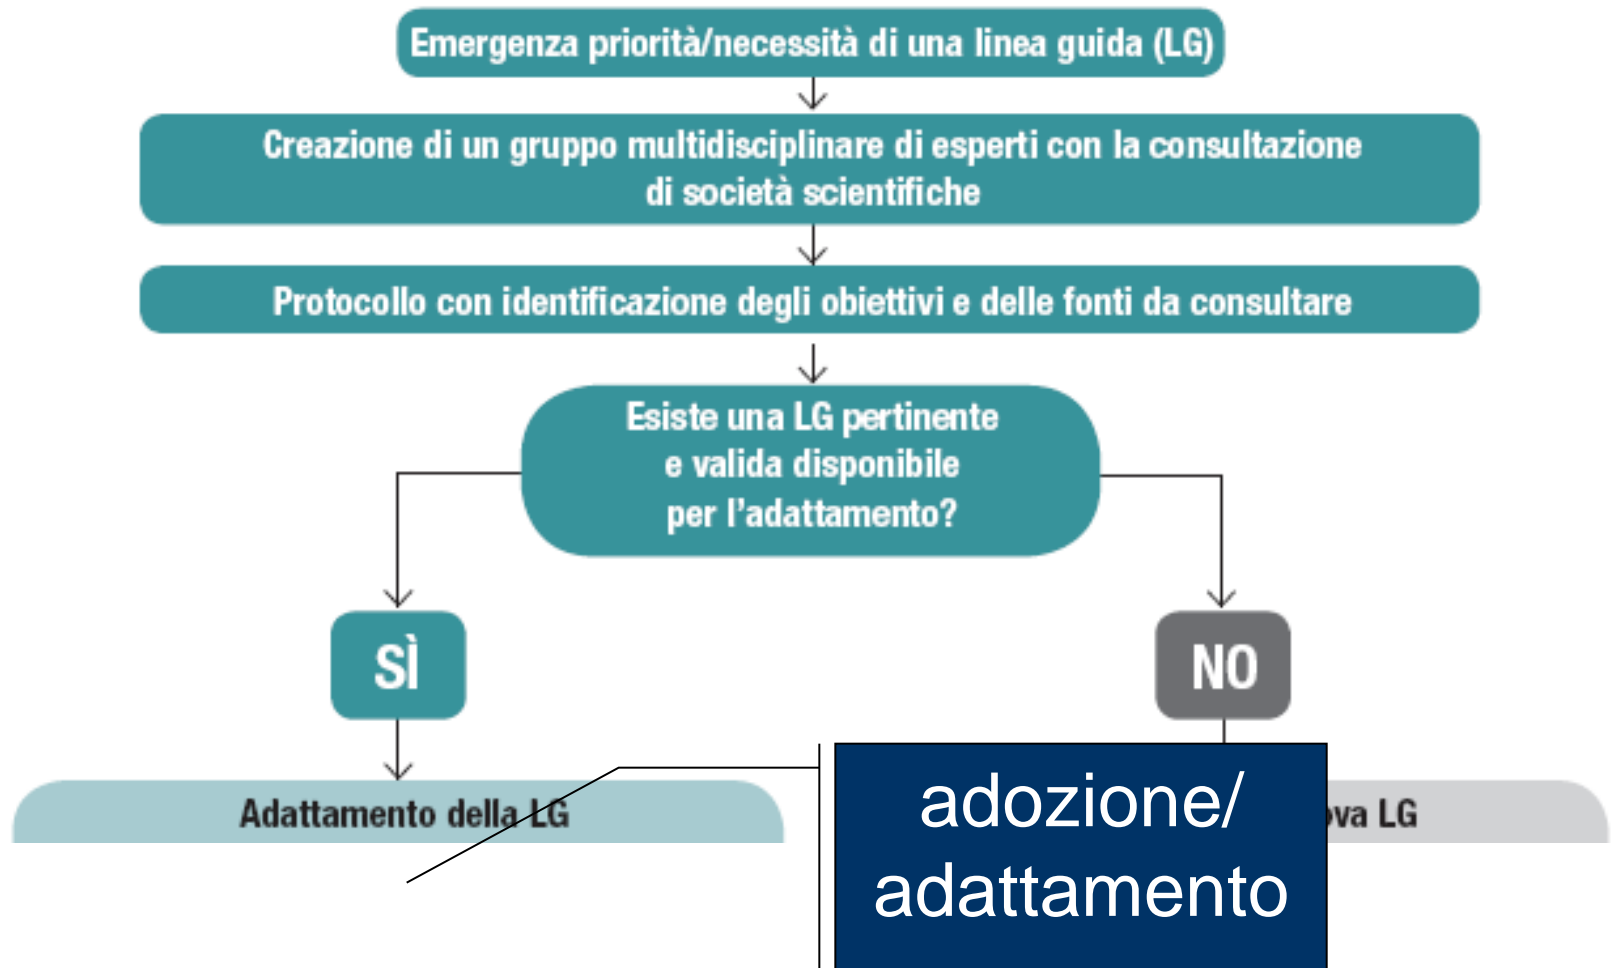 Emergenza priorità/necessità di una linea guida (LG)
Creazione di un gruppo multidisciplinare di esperti con la consultazione
di società scientifiche
Protocollo con identificazione degli obiettivi e delle fonti da consultare
Esiste una LG pertinente
e valida disponibile
per l'adattamento?
SÌ
NO
Adattamento della LG
LG
adozione/
adattamento